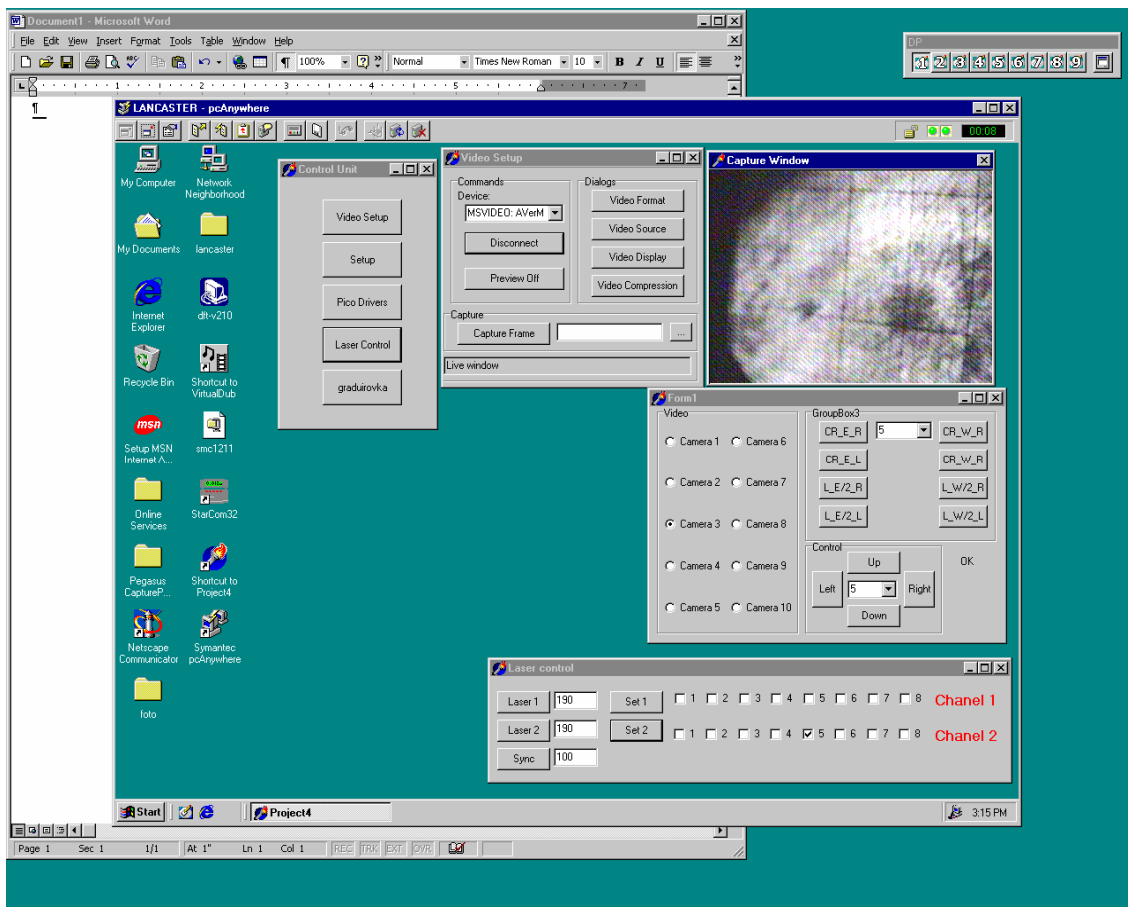 Document1 - Microsoft Word
File Edit View Insert Format Tools Table Window Help
100% Normal Times New Roman 10 B I U
1 2 3 4 5 7
¶
DP
1 2 3 4 5 6 7 8 9
LANCASTER - pcAnywhere
00:08
My Computer
Network Neighborhood
My Documents
lancaster
Internet Explorer
dlt-v210
Recycle Bin
Shortcut to VirtualDub
Setup MSN Internet A...
smc1211
Online Services
StarCom32
Pegasus CaptureP...
Shortcut to Project4
Netscape Communicator
Symantec pcAnywhere
foto
Control Unit
Video Setup
Setup
Pico Drivers
Laser Control
graduirovka
Video Setup
Commands
Device:
MSVIDEO: AVerM
Disconnect
Preview Off
Dialogs
Video Format
Video Source
Video Display
Video Compression
Capture
Capture Frame ...
Live window
Capture Window
Form1
Video
Camera 1 Camera 6
Camera 2 Camera 7
Camera 3 Camera 8
Camera 4 Camera 9
Camera 5 Camera 10
GroupBox3
CR_E_R 5 CR_W_R
CR_E_L CR_W_R
L_E/2_R L_W/2_R
L_E/2_L L_W/2_L
Control
Up
Left 5 Right
Down
OK
Laser control
Laser 1 190 Set 1 1 2 3 4 5 6 7 8 Chanel 1
Laser 2 190 Set 2 1 2 3 4 5 6 7 8 Chanel 2
Sync 100
Start Project4 3:15 PM
Page 1 Sec 1 1/1 At 1" Ln 1 Col 1 REC TRK EXT OVR